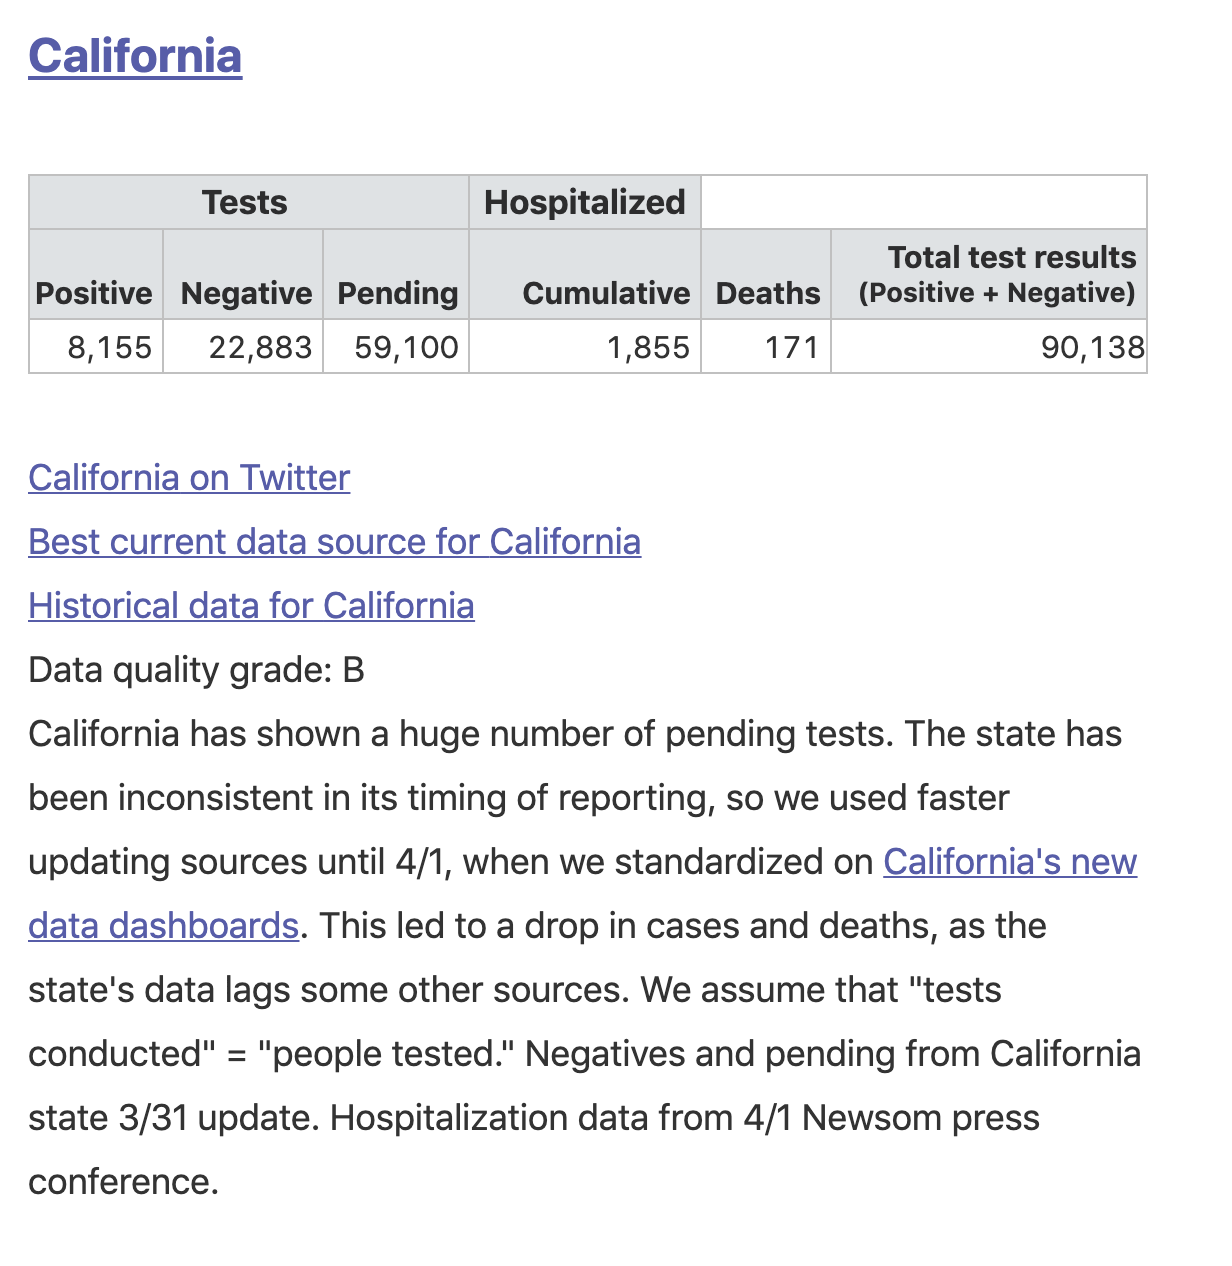 California
Tests Hospitalized
Total test results
Positive Negative Pending Cumulative Deaths (Positive + Negative)
8,155 22,883 59,100 1,855 171 90,138
California on Twitter
Best current data source for California
Historical data for California
Data quality grade: B
California has shown a huge number of pending tests. The state has
been inconsistent in its timing of reporting, so we used faster
updating sources until 4/1, when we standardized on California's new
data dashboards. This led to a drop in cases and deaths, as the
state's data lags some other sources. We assume that "tests
conducted" = "people tested." Negatives and pending from California
state 3/31 update. Hospitalization data from 4/1 Newsom press
conference.